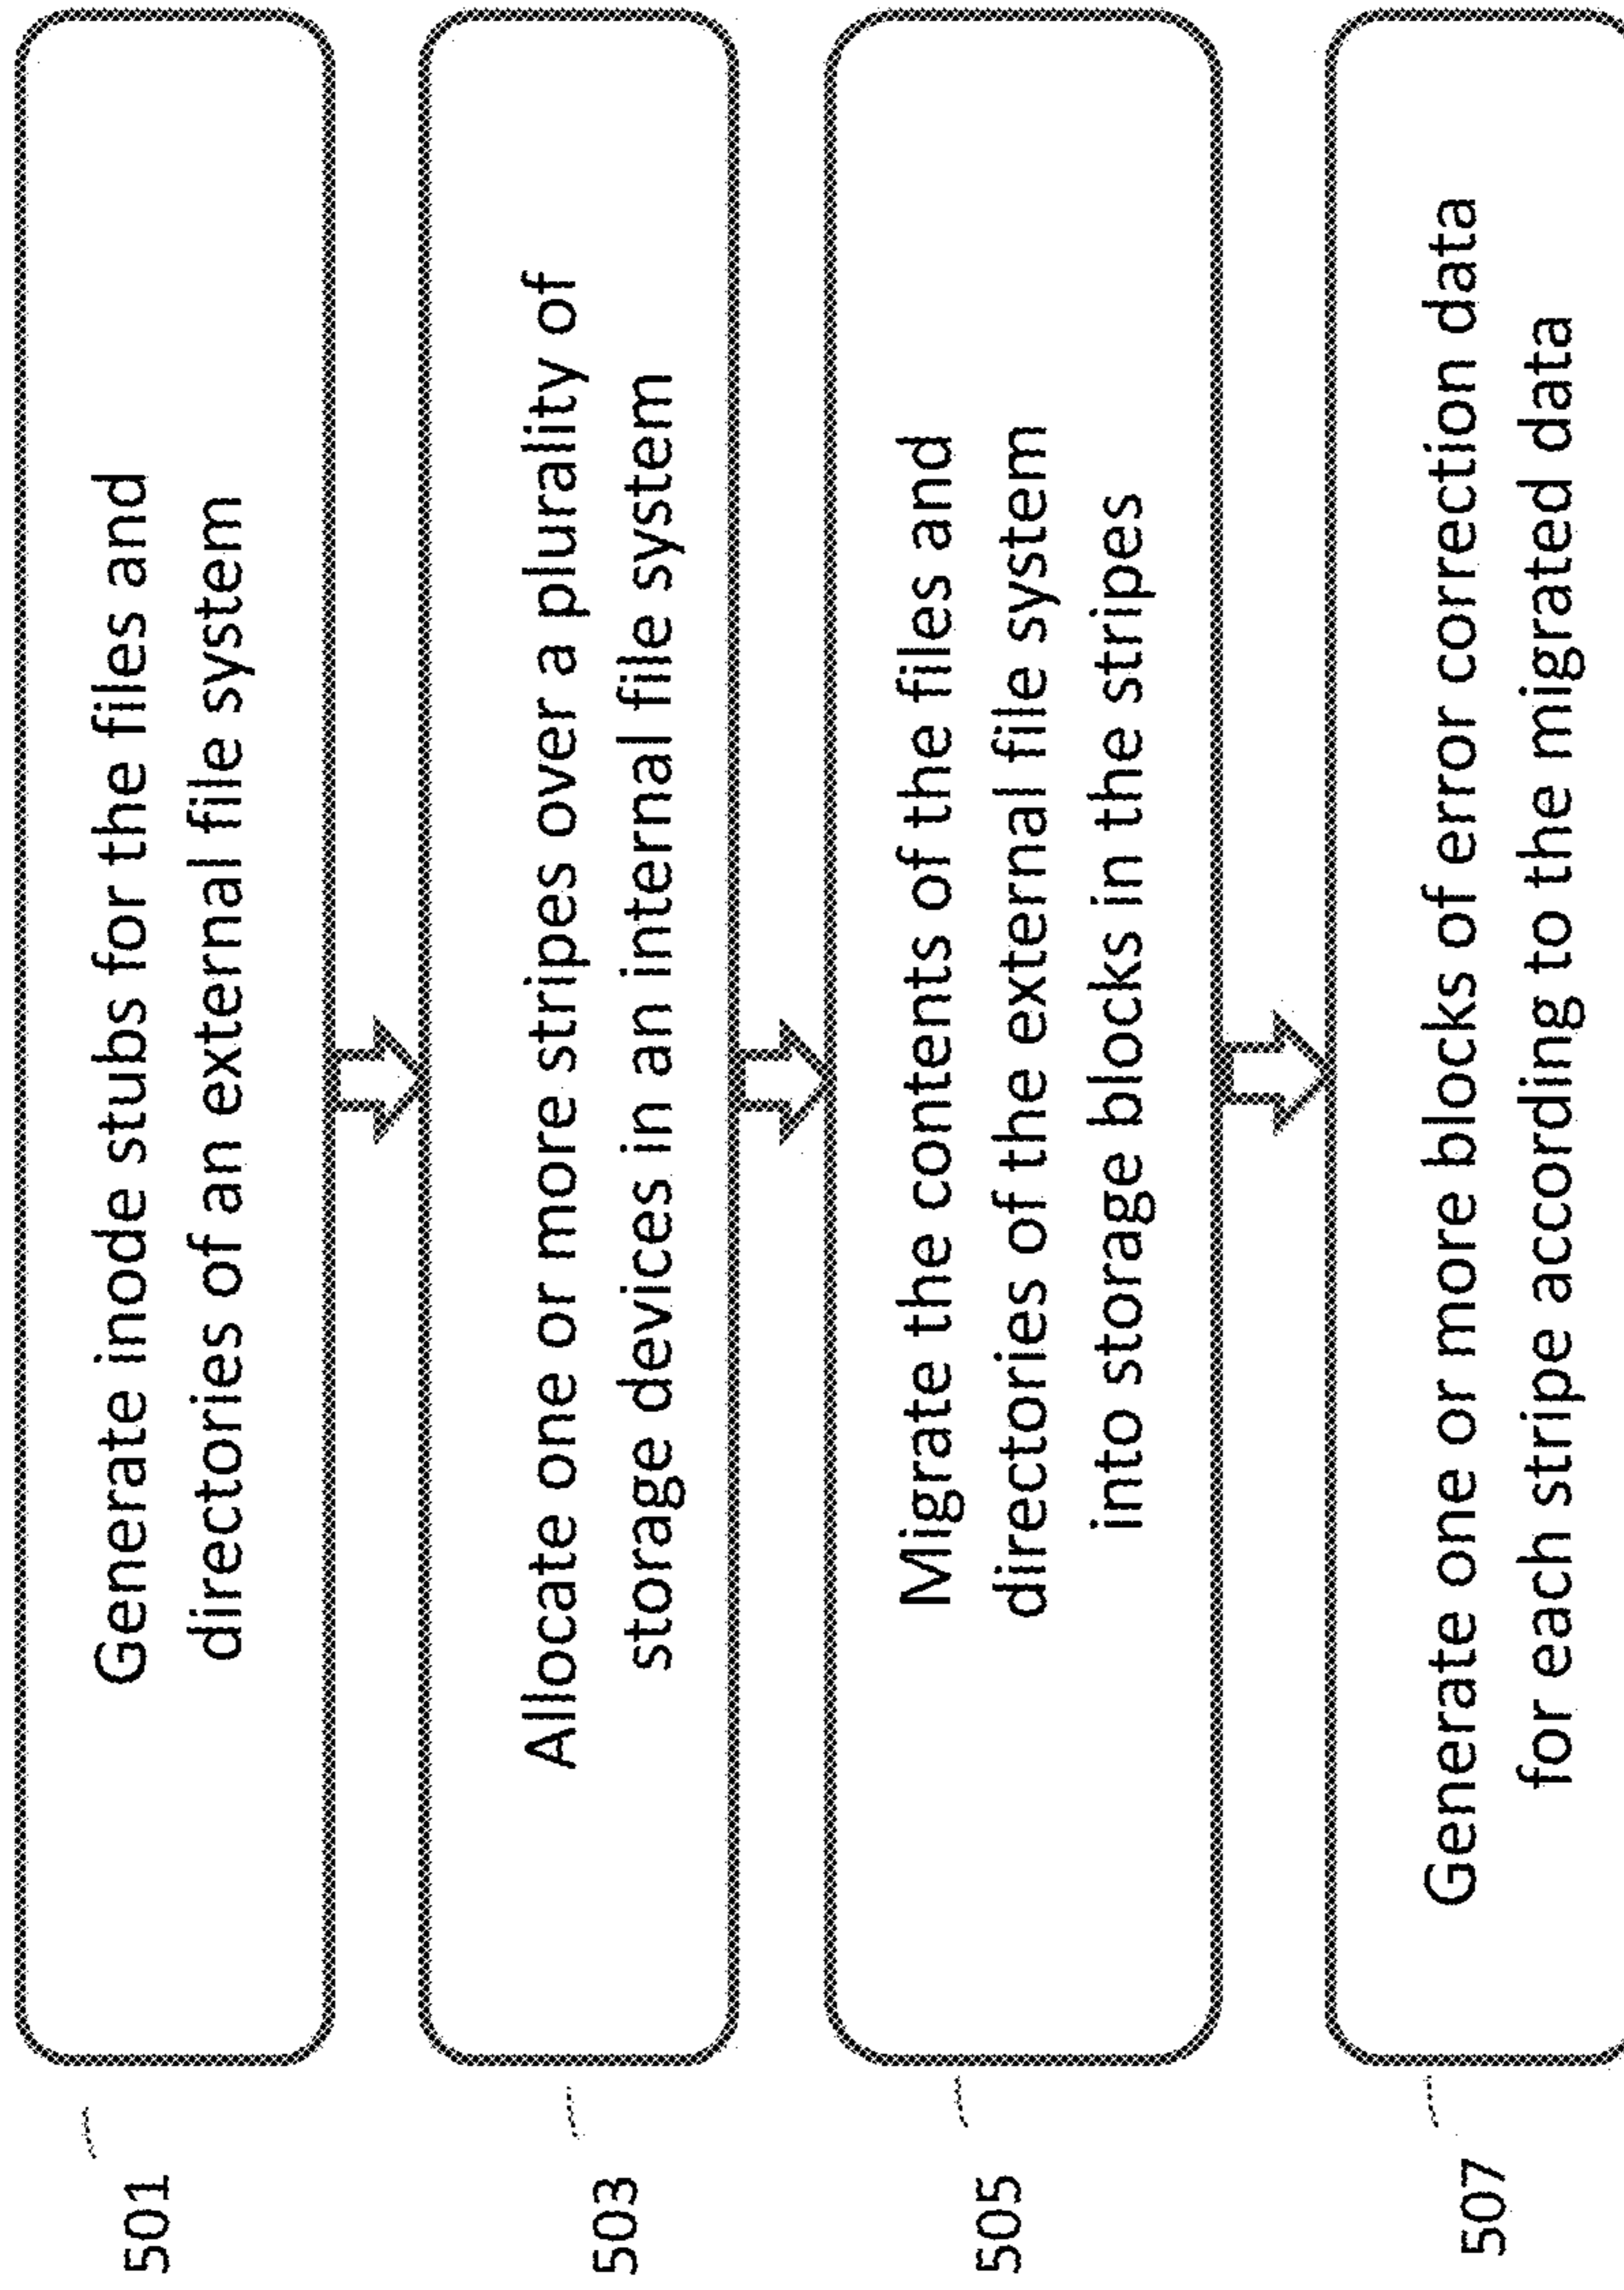 501
Generate inode stubs for the files and
directories of an external file system
503
Allocate one or more stripes over a plurality of
storage devices in an internal file system
505
Migrate the contents of the files and
directories of the external file system
into storage blocks in the stripes
507
Generate one or more blocks of error correction data
for each stripe according to the migrated data